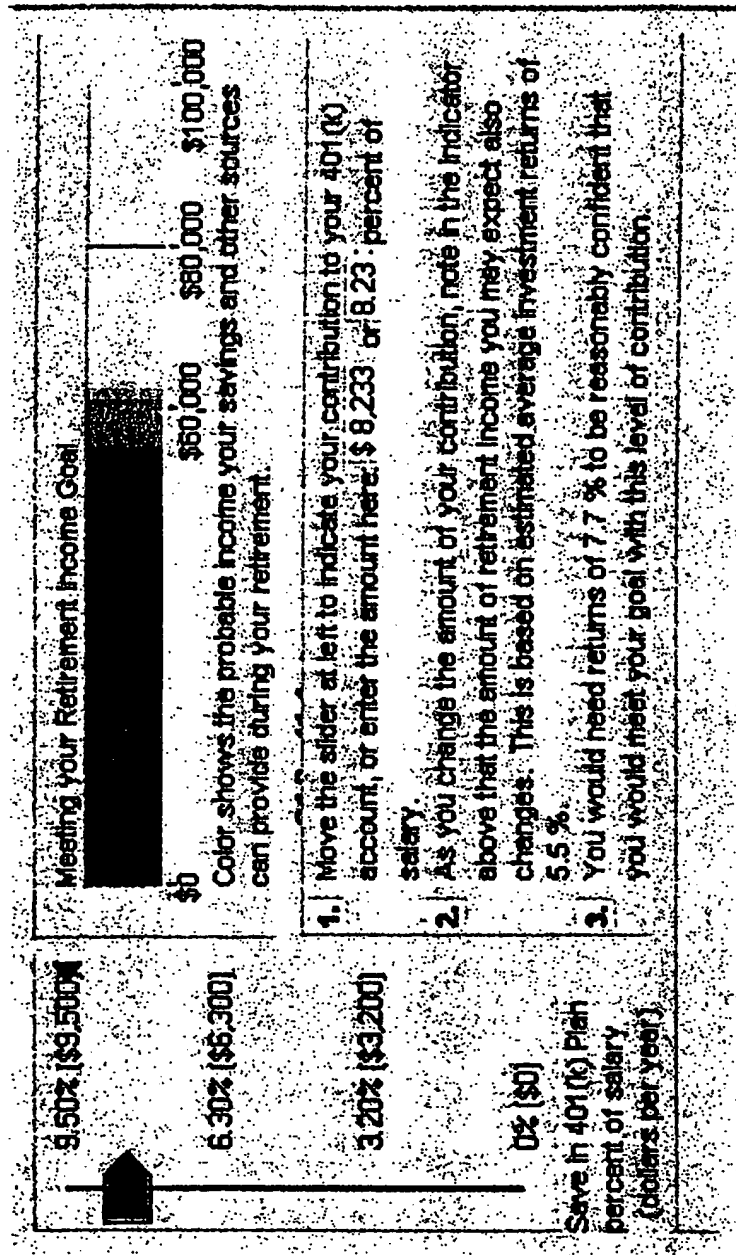 9.50% [$9,500]
6.30% [$6,300]
3.20% [$3,200]
0% [$0]
Save in 401(k) Plan
percent of salary
(dollars per year)
Meeting your Retirement Income Goal
$0 $60,000 $80,000 $100,000
Color shows the probable income your savings and other sources
can provide during your retirement.
1. Move the slider at left to indicate your contribution to your 401(k)
account, or enter the amount here: $ 8,233 or 8.23 percent of
salary.
2. As you change the amount of your contribution, note in the indicator
above that the amount of retirement income you may expect also
changes. This is based on estimated average investment returns of
5.5 %.
3. You would need returns of 7.7 % to be reasonably confident that
you would meet your goal with this level of contribution.